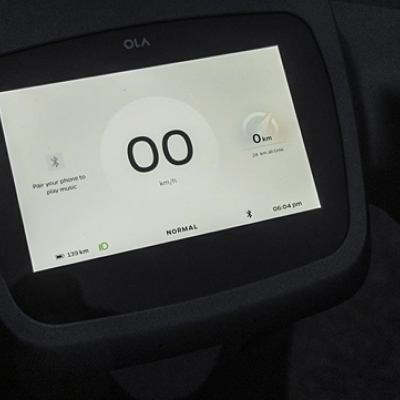 OLA
00
km/h
Pair your phone to
play music
0 km
24 km all time
139 km
NORMAL
06:04 pm